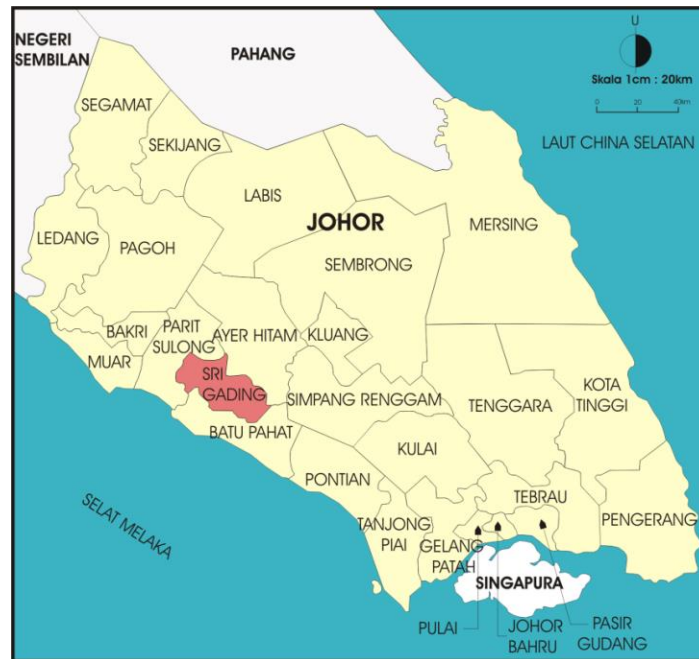 NEGERI
SEMBILAN
PAHANG
U
Skala 1cm : 20km
0 20 40km
LAUT CHINA SELATAN
SEGAMAT
SEKIJANG
LABIS
JOHOR
MERSING
LEDANG
PAGOH
SEMBRONG
BAKRI
PARIT
SULONG
AYER HITAM
KLUANG
MUAR
SRI
GADING
SIMPANG RENGGAM
TENGGARA
KOTA
TINGGI
BATU PAHAT
KULAI
PONTIAN
TEBRAU
PENGERANG
TANJONG
PIAI
GELANG
PATAH
SELAT MELAKA
SINGAPURA
PULAI
JOHOR
BAHRU
PASIR
GUDANG